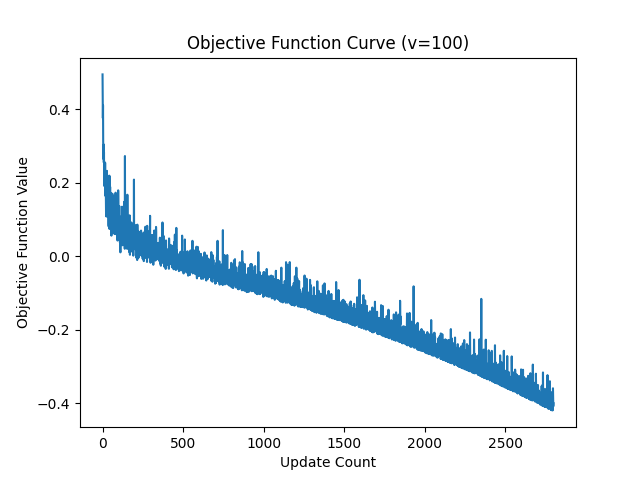 Objective Function Curve (v=100)
0.4
0.2
0.0
−0.2
−0.4
Objective Function Value
0 500 1000 1500 2000 2500
Update Count